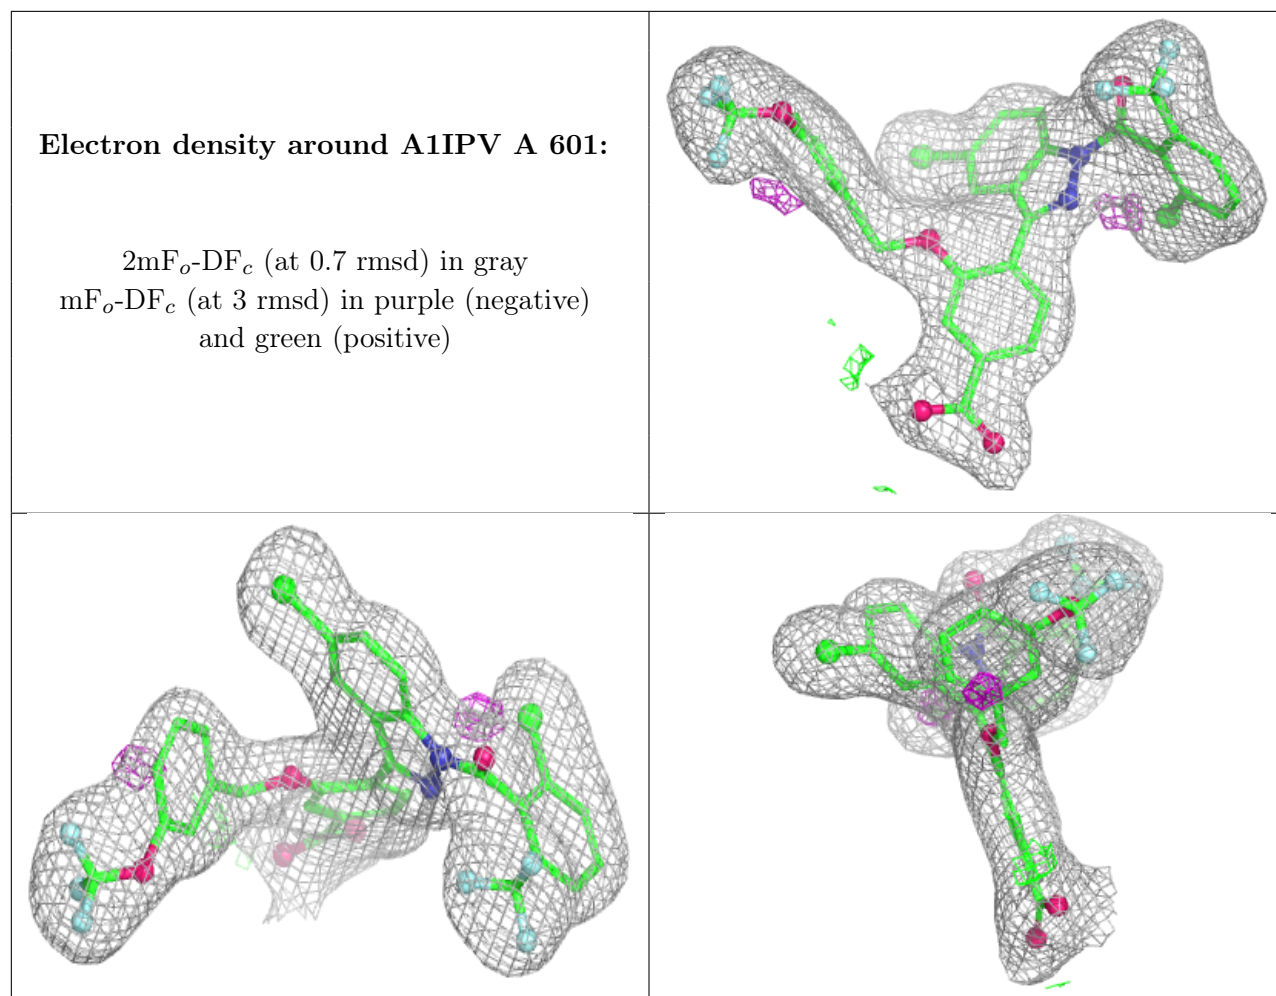 Electron density around A1IPV A 601:
2mFo-DFc (at 0.7 rmsd) in gray
mFo-DFc (at 3 rmsd) in purple (negative)
and green (positive)